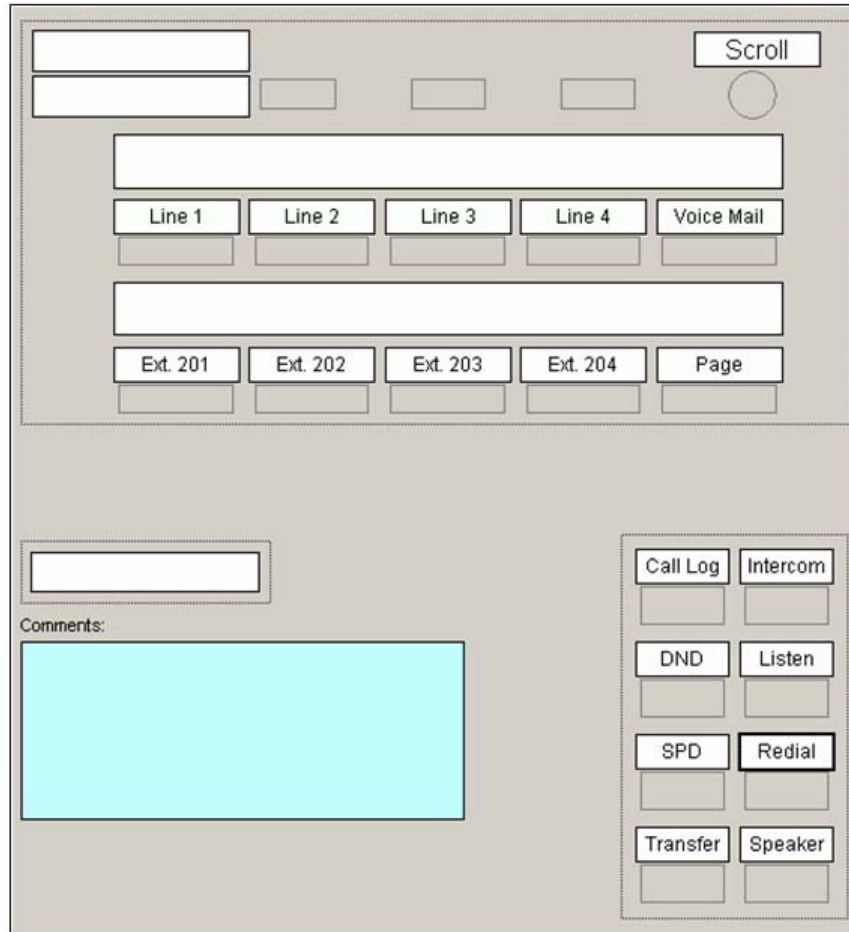 Scroll
Line 1 Line 2 Line 3 Line 4 Voice Mail
Ext. 201 Ext. 202 Ext. 203 Ext. 204 Page
Call Log Intercom
Comments:
DND Listen
SPD Redial
Transfer Speaker